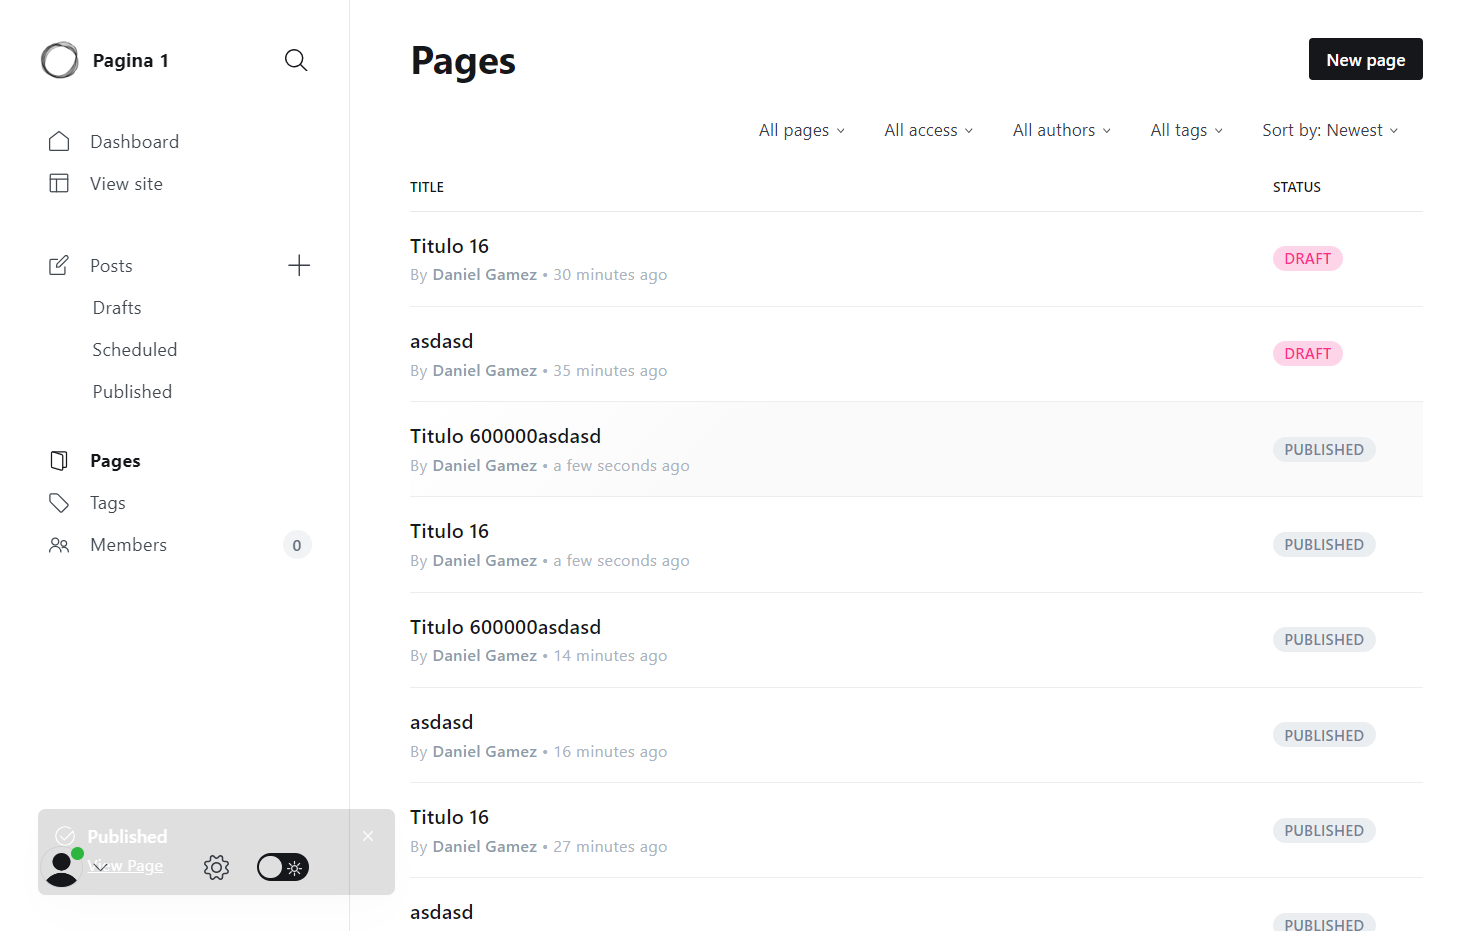 Pagina 1
Dashboard
View site
Posts
Drafts
Scheduled
Published
Pages
Tags
Members
0
Published
View Page
Pages
New page
All pages
All access
All authors
All tags
Sort by: Newest
TITLE
STATUS
Titulo 16
By Daniel Gamez • 30 minutes ago
DRAFT
asdasd
By Daniel Gamez • 35 minutes ago
DRAFT
Titulo 600000asdasd
By Daniel Gamez • a few seconds ago
PUBLISHED
Titulo 16
By Daniel Gamez • a few seconds ago
PUBLISHED
Titulo 600000asdasd
By Daniel Gamez • 14 minutes ago
PUBLISHED
asdasd
By Daniel Gamez • 16 minutes ago
PUBLISHED
Titulo 16
By Daniel Gamez • 27 minutes ago
PUBLISHED
asdasd
PUBLISHED